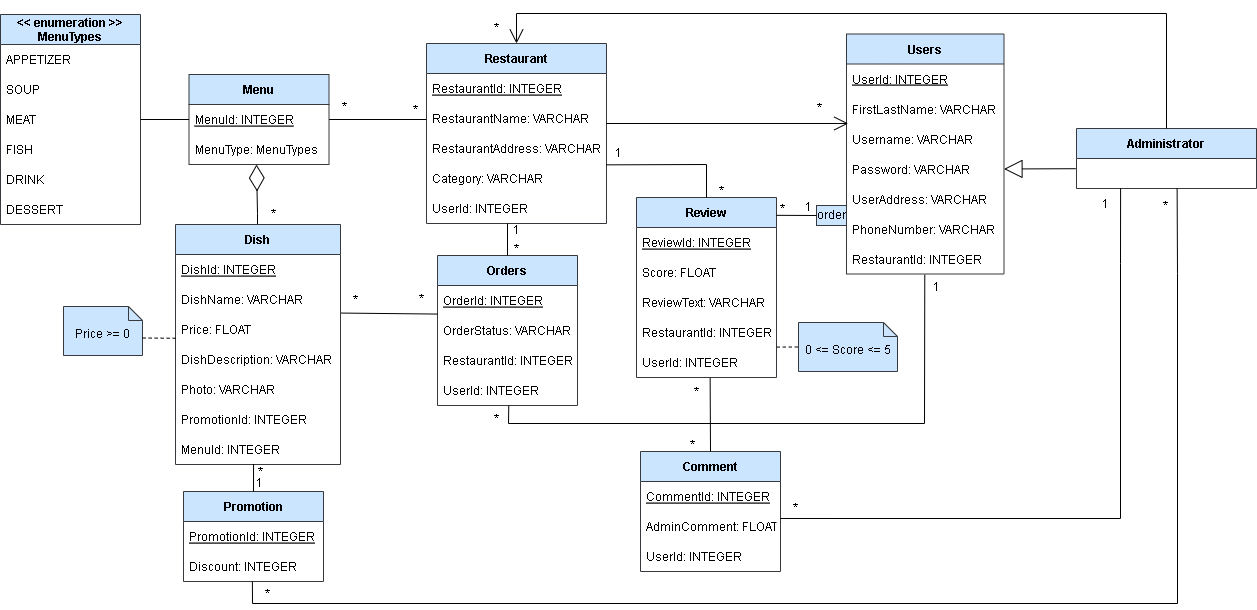 << enumeration >>
MenuTypes
APPETIZER
SOUP
MEAT
FISH
DRINK
DESSERT
Menu
MenuId: INTEGER
MenuType: MenuTypes
*
*
*
Restaurant
RestaurantId: INTEGER
RestaurantName: VARCHAR
RestaurantAddress: VARCHAR
Category: VARCHAR
UserId: INTEGER
*
1
*
1
*
Users
UserId: INTEGER
FirstLastName: VARCHAR
Username: VARCHAR
Password: VARCHAR
UserAddress: VARCHAR
PhoneNumber: VARCHAR
RestaurantId: INTEGER
1
Administrator
1
*
Review
ReviewId: INTEGER
Score: FLOAT
ReviewText: VARCHAR
RestaurantId: INTEGER
UserId: INTEGER
*
1
order
*
*
0 <= Score <= 5
*
Dish
DishId: INTEGER
DishName: VARCHAR
Price: FLOAT
DishDescription: VARCHAR
Photo: VARCHAR
PromotionId: INTEGER
MenuId: INTEGER
Price >= 0
*
*
Orders
OrderId: INTEGER
OrderStatus: VARCHAR
RestaurantId: INTEGER
UserId: INTEGER
*
*
1
Promotion
PromotionId: INTEGER
Discount: INTEGER
*
Comment
CommentId: INTEGER
AdminComment: FLOAT
UserId: INTEGER
*